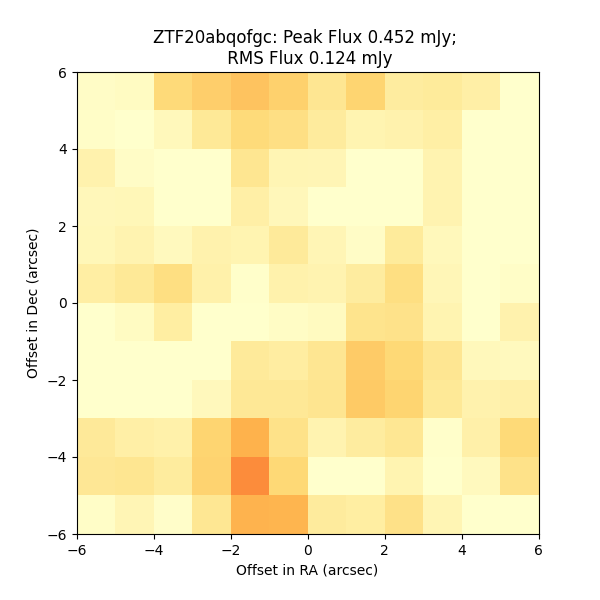 ZTF20abqofgc: Peak Flux 0.452 mJy;
RMS Flux 0.124 mJy
6
4
2
0
−2
−4
−6
Offset in Dec (arcsec)
−6 −4 −2 0 2 4 6
Offset in RA (arcsec)